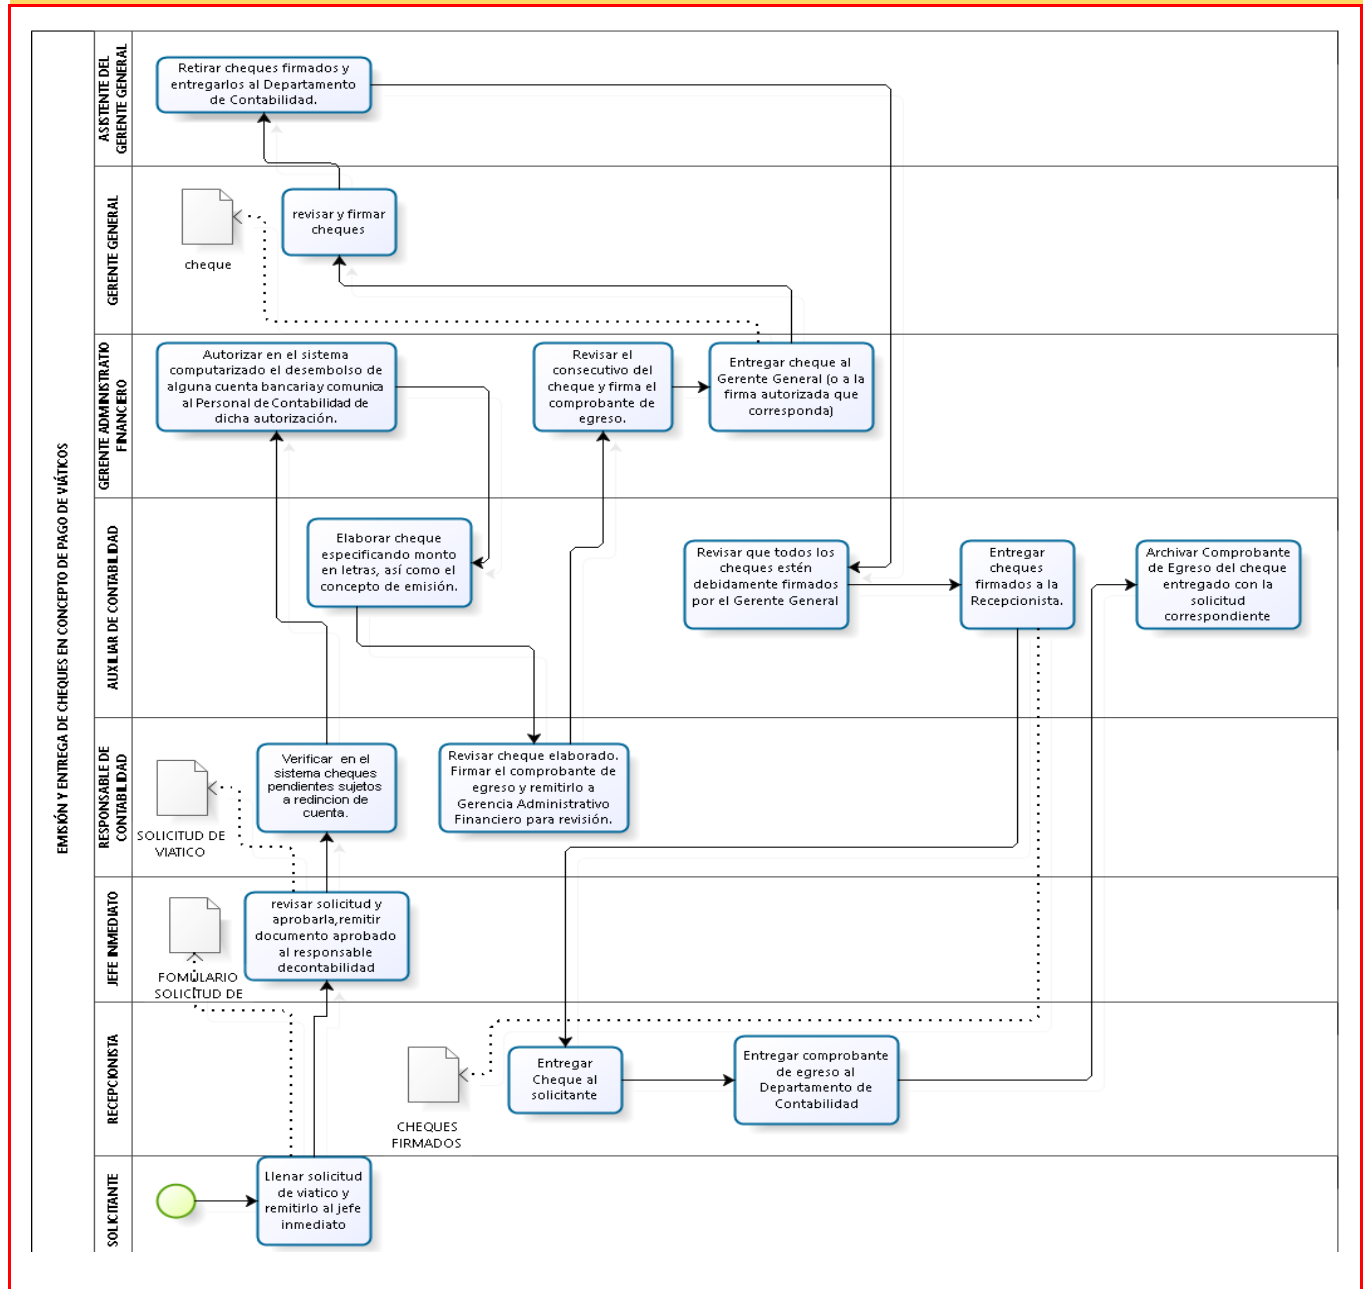 EMISIÓN Y ENTREGA DE CHEQUES EN CONCEPTO DE PAGO DE VIÁTICOS
ASISTENTE DEL
GERENTE GENERAL
Retirar cheques firmados y
entregarlos al Departamento
de Contabilidad.
GERENTE GENERAL
cheque
revisar y firmar
cheques
GERENTE ADMINISTRATIO
FINANCIERO
Autorizar en el sistema
computarizado el desembolso de
alguna cuenta bancaria y comunica
al Personal de Contabilidad de
dicha autorización.
Revisar el
consecutivo del
cheque y firma el
comprobante de
egreso.
Entregar cheque al
Gerente General (o a la
firma autorizada que
corresponda)
AUXILIAR DE CONTABILIDAD
Elaborar cheque
especificando monto
en letras, así como el
concepto de emisión.
Revisar que todos los
cheques estén
debidamente firmados
por el Gerente General
Entregar
cheques
firmados a la
Recepcionista.
Archivar Comprobante
de Egreso del cheque
entregado con la
solicitud
correspondiente
RESPONSABLE DE
CONTABILIDAD
SOLICITUD DE
VIATICO
Verificar en el
sistema cheques
pendientes sujetos
a redincion de
cuenta.
Revisar cheque elaborado.
Firmar el comprobante de
egreso y remitirlo a
Gerencia Administrativo
Financiero para revisión.
JEFE INMEDIATO
FOMULARIO
SOLICITUD DE
revisar solicitud y
aprobarla,remitir
documento aprobado
al responsable
decontabilidad
RECEPCIONISTA
CHEQUES
FIRMADOS
Entregar
Cheque al
solicitante
Entregar comprobante
de egreso al
Departamento de
Contabilidad
SOLICITANTE
Llenar solicitud
de viatico y
remitirlo al jefe
inmediato